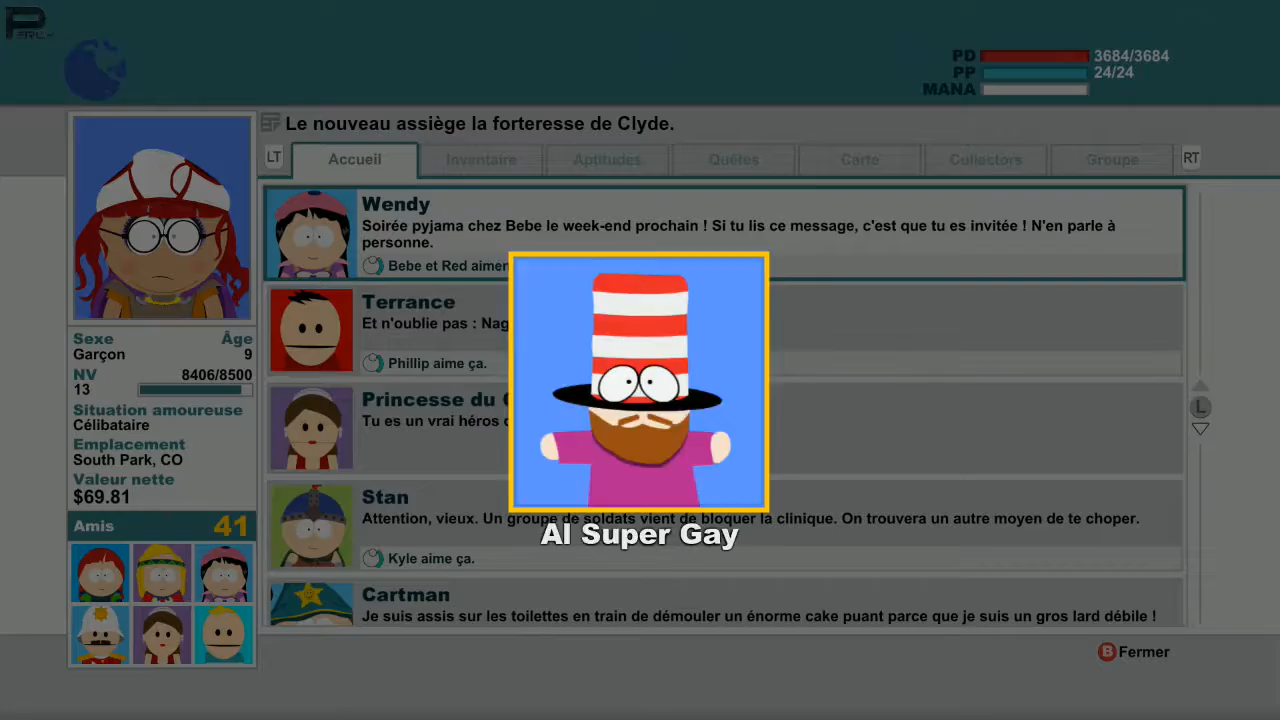 PD 3684/3684
PP 24/24
MANA
Le nouveau assiège la forteresse de Clyde.
LT Accueil Inventaire Aptitudes Quêtes Carte Collectors Groupe RT
Wendy
Soirée pyjama chez Bebe le week-end prochain ! Si tu lis ce message, c'est que tu es invitée ! N'en parle à
personne.
Bebe et Red aimen
Terrance
Et n'oublie pas : Nag
Phillip aime ça.
Princesse du
Tu es un vrai héros
Stan
Attention, vieux. Un groupe de soldats vient de bloquer la clinique. On trouvera un autre moyen de te choper.
Kyle aime ça.
Cartman
Je suis assis sur les toilettes en train de démouler un énorme cake puant parce que je suis un gros lard débile !
Al Super Gay
Sexe Âge
Garçon 9
NV 8406/8500
13
Situation amoureuse
Célibataire
Emplacement
South Park, CO
Valeur nette
$69.81
Amis 41
L
B Fermer